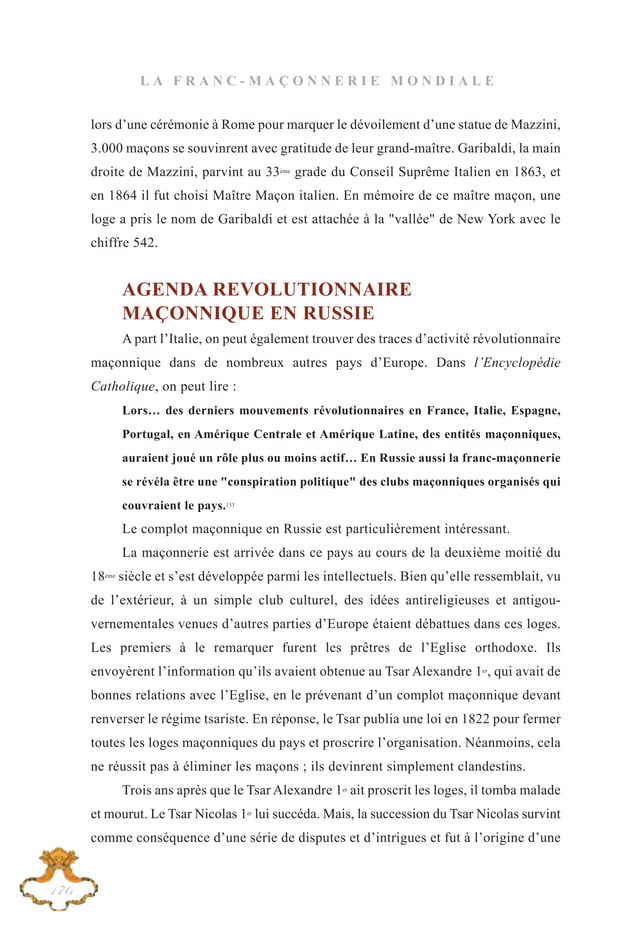 LA FRANC-MAÇONNERIE MONDIALE
lors d’une cérémonie à Rome pour marquer le dévoilement d’une statue de Mazzini,
3.000 maçons se souvinrent avec gratitude de leur grand-maître. Garibaldi, la main
droite de Mazzini, parvint au 33ème grade du Conseil Suprême Italien en 1863, et
en 1864 il fut choisi Maître Maçon italien. En mémoire de ce maître maçon, une
loge a pris le nom de Garibaldi et est attachée à la "vallée" de New York avec le
chiffre 542.
AGENDA REVOLUTIONNAIRE
MAÇONNIQUE EN RUSSIE
A part l’Italie, on peut également trouver des traces d’activité révolutionnaire
maçonnique dans de nombreux autres pays d’Europe. Dans l’Encyclopédie
Catholique, on peut lire :
Lors… des derniers mouvements révolutionnaires en France, Italie, Espagne,
Portugal, en Amérique Centrale et Amérique Latine, des entités maçonniques,
auraient joué un rôle plus ou moins actif… En Russie aussi la franc-maçonnerie
se révéla être une "conspiration politique" des clubs maçonniques organisés qui
couvraient le pays.133
Le complot maçonnique en Russie est particulièrement intéressant.
La maçonnerie est arrivée dans ce pays au cours de la deuxième moitié du
18ème siècle et s’est développée parmi les intellectuels. Bien qu’elle ressemblait, vu
de l’extérieur, à un simple club culturel, des idées antireligieuses et antigou-
vernementales venues d’autres parties d’Europe étaient débattues dans ces loges.
Les premiers à le remarquer furent les prêtres de l’Eglise orthodoxe. Ils
envoyèrent l’information qu’ils avaient obtenue au Tsar Alexandre 1er, qui avait de
bonnes relations avec l’Eglise, en le prévenant d’un complot maçonnique devant
renverser le régime tsariste. En réponse, le Tsar publia une loi en 1822 pour fermer
toutes les loges maçonniques du pays et proscrire l’organisation. Néanmoins, cela
ne réussit pas à éliminer les maçons ; ils devinrent simplement clandestins.
Trois ans après que le Tsar Alexandre 1er ait proscrit les loges, il tomba malade
et mourut. Le Tsar Nicolas 1er lui succéda. Mais, la succession du Tsar Nicolas survint
comme conséquence d’une série de disputes et d’intrigues et fut à l’origine d’une
176